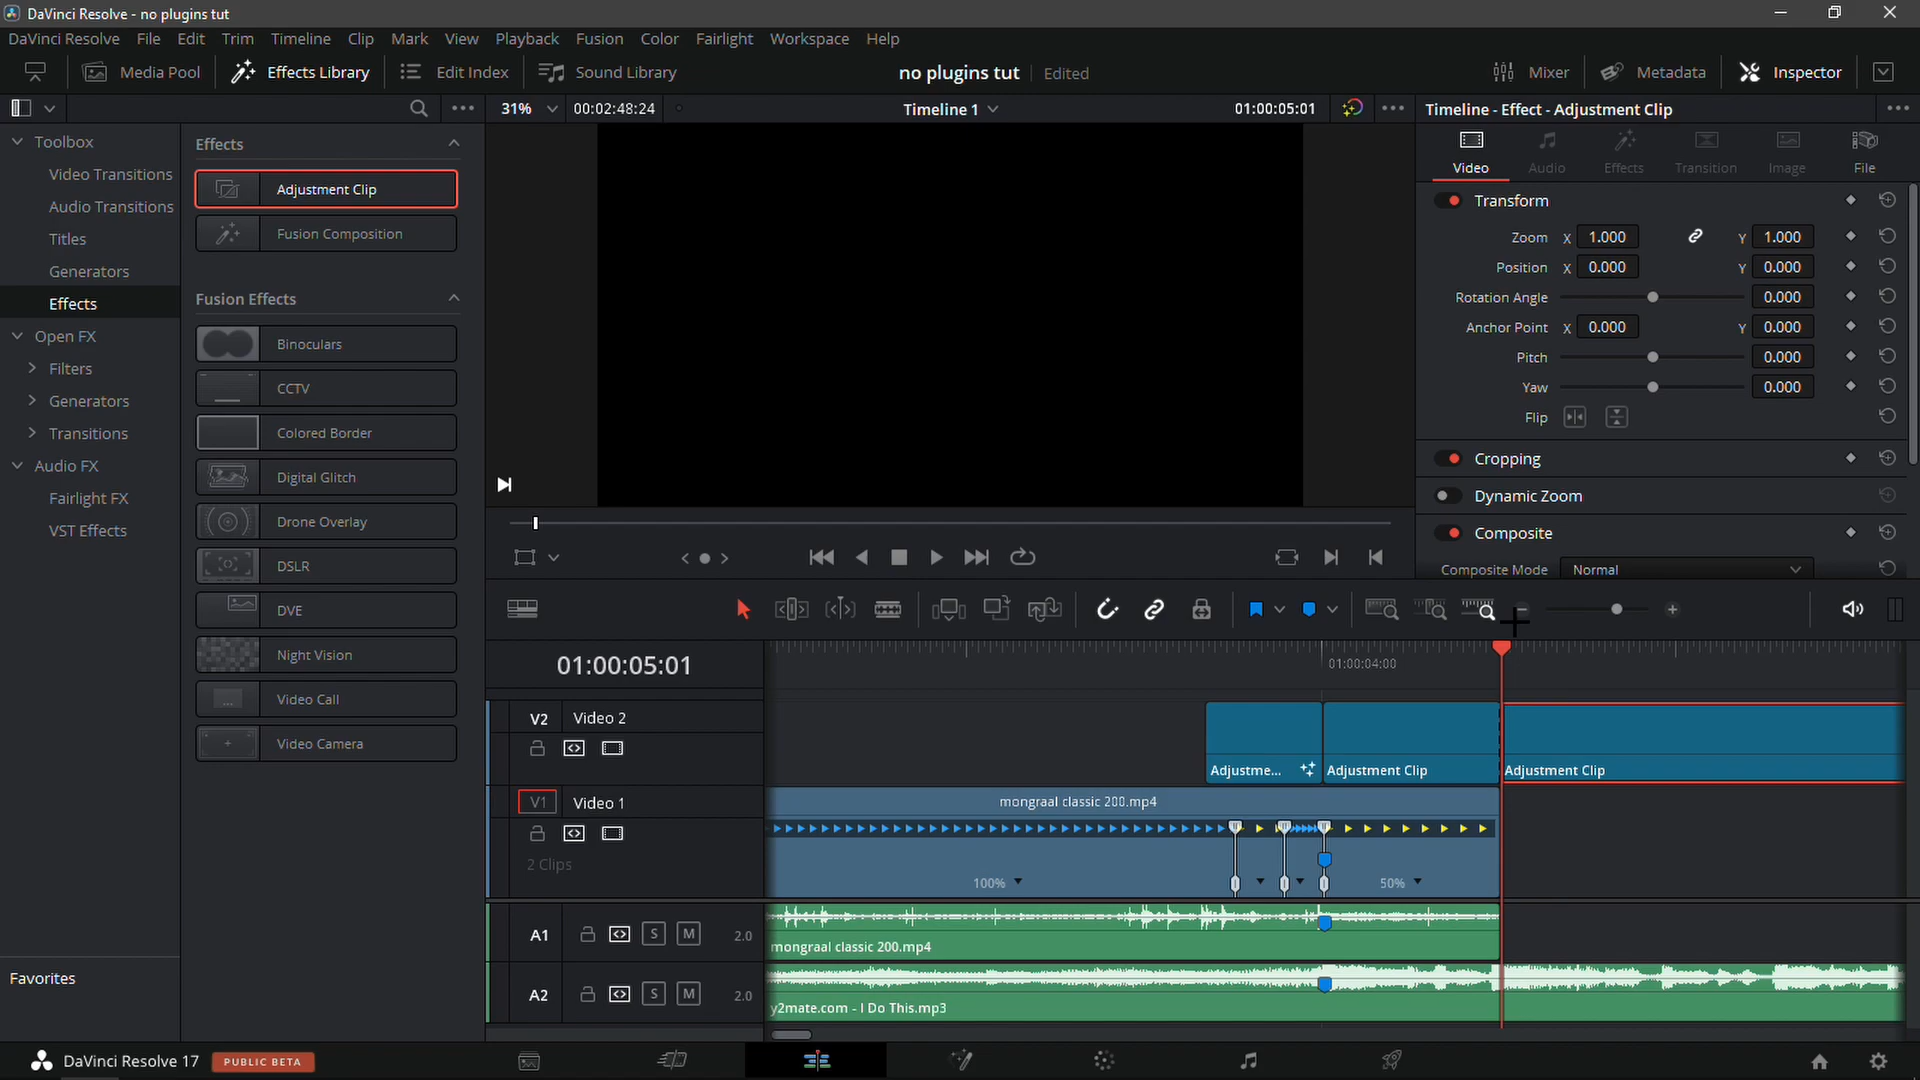 DaVinci Resolve - no plugins tut
DaVinci Resolve File Edit Trim Timeline Clip Mark View Playback Fusion Color Fairlight Workspace Help
Media Pool Effects Library Edit Index Sound Library no plugins tut Edited Mixer Metadata Inspector
31% 00:02:48:24 Timeline 1 01:00:05:01 Timeline - Effect - Adjustment Clip
Toolbox
Video Transitions
Audio Transitions
Titles
Generators
Effects
Open FX
Filters
Generators
Transitions
Audio FX
Fairlight FX
VST Effects
Favorites
Effects
Adjustment Clip
Fusion Composition
Fusion Effects
Binoculars
CCTV
Colored Border
Digital Glitch
Drone Overlay
DSLR
DVE
Night Vision
Video Call
Video Camera
Video Audio Effects Transition Image File
Transform
Zoom X 1.000 Y 1.000
Position X 0.000 Y 0.000
Rotation Angle 0.000
Anchor Point X 0.000 Y 0.000
Pitch 0.000
Yaw 0.000
Flip
Cropping
Dynamic Zoom
Composite
Composite Mode Normal
01:00:05:01 01:00:04:00
V2 Video 2
Adjustme... Adjustment Clip Adjustment Clip
V1 Video 1 mongraal classic 200.mp4
2 Clips
100% 50%
A1 S M 2.0
mongraal classic 200.mp4
A2 S M 2.0
y2mate.com - I Do This.mp3
DaVinci Resolve 17 PUBLIC BETA